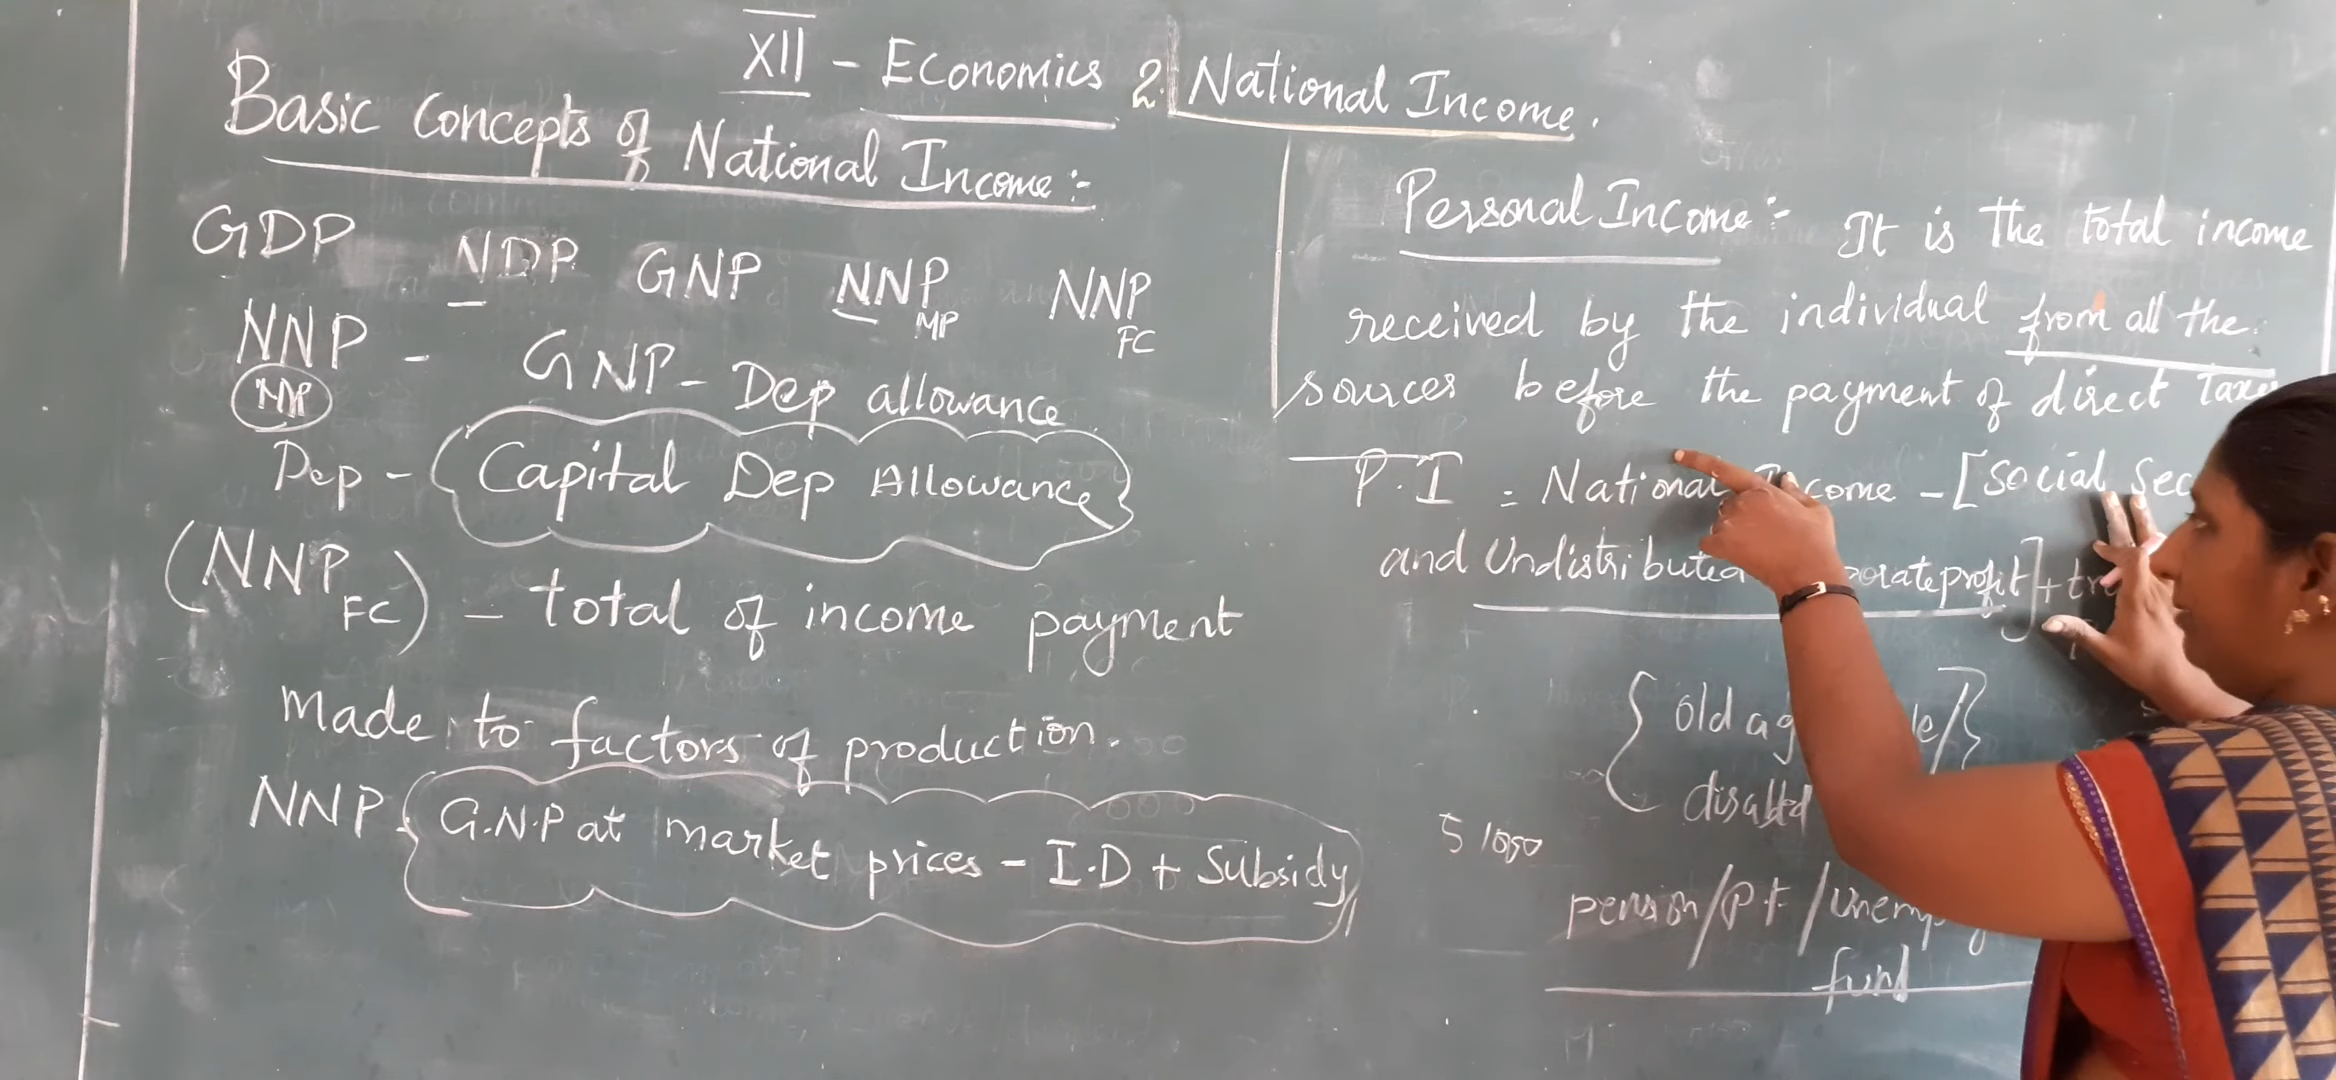 XII - Economics 2. National Income.
Basic Concepts of National Income :-
GDP NDP GNP NNP MP NNP FC
NNP MP - GNP - Dep allowance
Dep - Capital Dep Allowance
(NNP FC) - total of income payment
made to factors of production.
NNP G.N.P at market prices - I.D + Subsidy
Personal Income :- It is the total income
received by the individual from all the
sources before the payment of direct
P.I = National - [Social
and profit] +
old
disabled
pension / /
fund